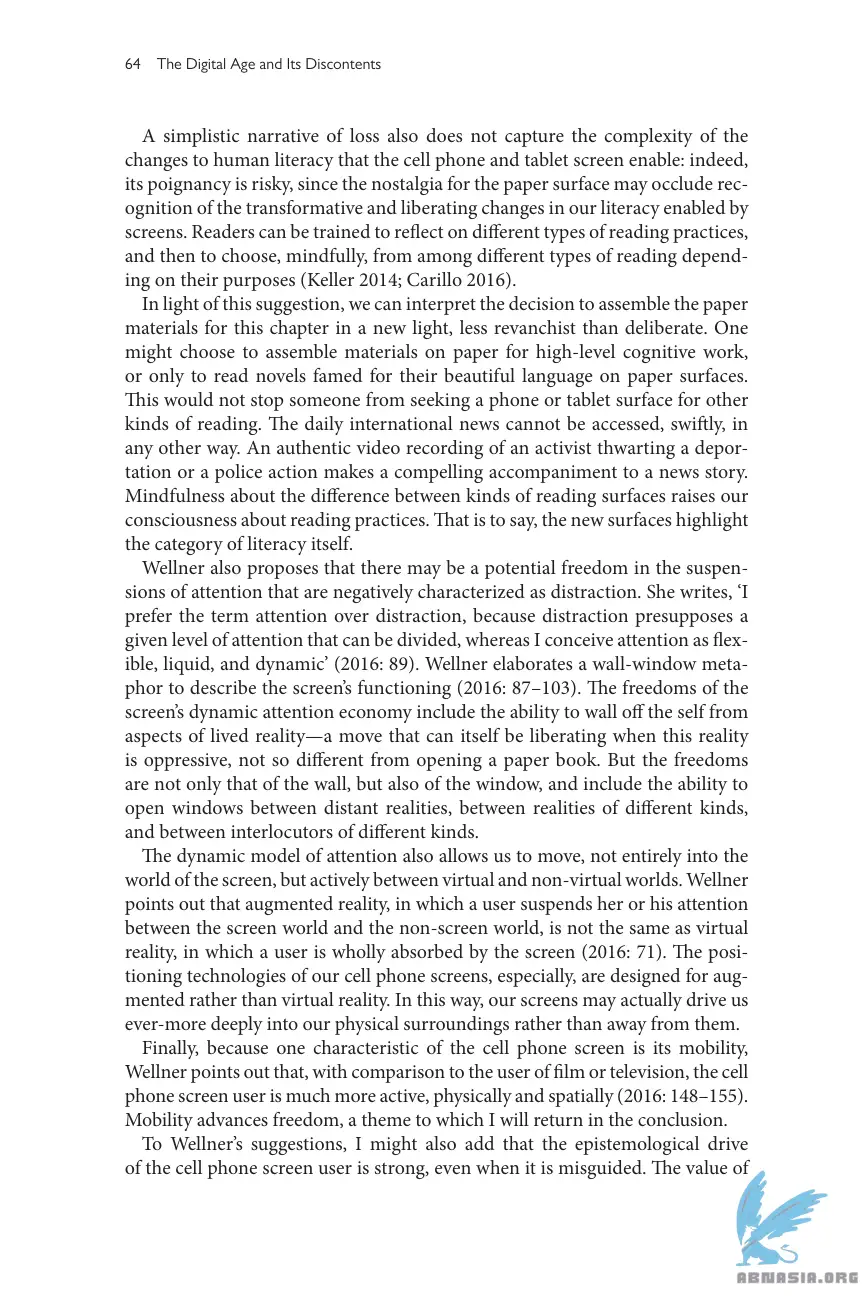 64 The Digital Age and Its Discontents
A simplistic narrative of loss also does not capture the complexity of the
changes to human literacy that the cell phone and tablet screen enable: indeed,
its poignancy is risky, since the nostalgia for the paper surface may occlude rec-
ognition of the transformative and liberating changes in our literacy enabled by
screens. Readers can be trained to reflect on different types of reading practices,
and then to choose, mindfully, from among different types of reading depend-
ing on their purposes (Keller 2014; Carillo 2016).
In light of this suggestion, we can interpret the decision to assemble the paper
materials for this chapter in a new light, less revanchist than deliberate. One
might choose to assemble materials on paper for high-level cognitive work,
or only to read novels famed for their beautiful language on paper surfaces.
This would not stop someone from seeking a phone or tablet surface for other
kinds of reading. The daily international news cannot be accessed, swiftly, in
any other way. An authentic video recording of an activist thwarting a depor-
tation or a police action makes a compelling accompaniment to a news story.
Mindfulness about the difference between kinds of reading surfaces raises our
consciousness about reading practices. That is to say, the new surfaces highlight
the category of literacy itself.
Wellner also proposes that there may be a potential freedom in the suspen-
sions of attention that are negatively characterized as distraction. She writes, ‘I
prefer the term attention over distraction, because distraction presupposes a
given level of attention that can be divided, whereas I conceive attention as flex-
ible, liquid, and dynamic’ (2016: 89). Wellner elaborates a wall-window meta-
phor to describe the screen’s functioning (2016: 87–103). The freedoms of the
screen’s dynamic attention economy include the ability to wall off the self from
aspects of lived reality—a move that can itself be liberating when this reality
is oppressive, not so different from opening a paper book. But the freedoms
are not only that of the wall, but also of the window, and include the ability to
open windows between distant realities, between realities of different kinds,
and between interlocutors of different kinds.
The dynamic model of attention also allows us to move, not entirely into the
world of the screen, but actively between virtual and non-virtual worlds. Wellner
points out that augmented reality, in which a user suspends her or his attention
between the screen world and the non-screen world, is not the same as virtual
reality, in which a user is wholly absorbed by the screen (2016: 71). The posi-
tioning technologies of our cell phone screens, especially, are designed for aug-
mented rather than virtual reality. In this way, our screens may actually drive us
ever-more deeply into our physical surroundings rather than away from them.
Finally, because one characteristic of the cell phone screen is its mobility,
Wellner points out that, with comparison to the user of film or television, the cell
phone screen user is much more active, physically and spatially (2016: 148–155).
Mobility advances freedom, a theme to which I will return in the conclusion.
To Wellner’s suggestions, I might also add that the epistemological drive
of the cell phone screen user is strong, even when it is misguided. The value of
ABNASIA.ORG